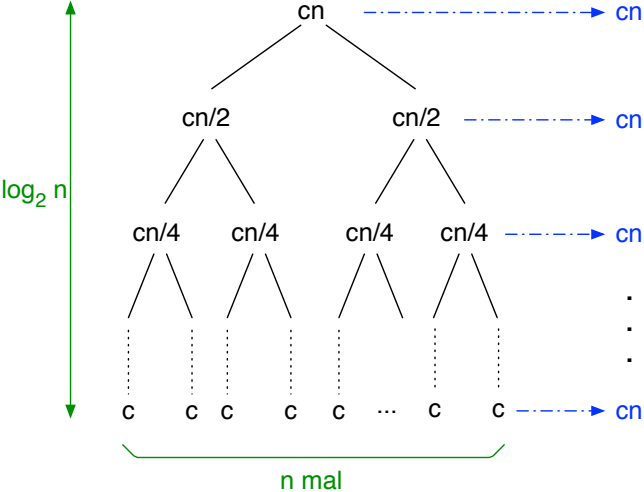 cn cn
cn/2 cn/2 cn
log₂ n
cn/4 cn/4 cn/4 cn/4 cn
c c c c c ... c c cn
n mal